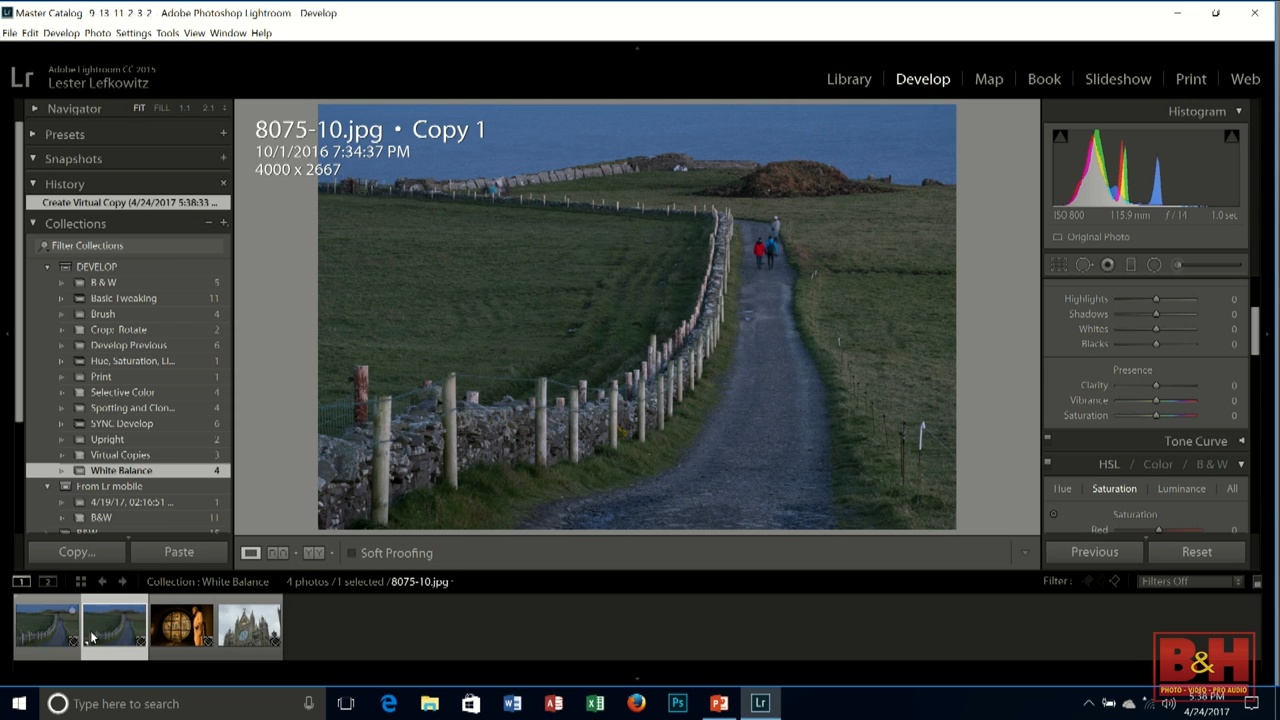 Master Catalog 9 13 11 2-3-2 - Adobe Photoshop Lightroom - Develop
File Edit Develop Photo Settings Tools View Window Help
Lr Adobe Lightroom CC 2015
Lester Lefkowitz
Library Develop Map Book Slideshow Print Web
Navigator FIT FILL 1:1 2:1
Presets
Snapshots
History
Create Virtual Copy (4/24/2017 5:38:33 ...
Collections
Filter Collections
DEVELOP
B & W 5
Basic Tweaking 11
Brush 4
Crop: Rotate 2
Develop Previous 6
Hue, Saturation, Ll... 1
Print 1
Selective Color 4
Spotting and Clon... 4
SYNC Develop 6
Upright 2
Virtual Copies 3
White Balance 4
From Lr mobile
4/19/17, 02:16:51 ... 1
B&W 11
Copy... Paste
8075-10.jpg • Copy 1
10/1/2016 7:34:37 PM
4000 x 2667
Soft Proofing
Histogram
ISO 800 115.9 mm f / 14 1.0 sec
Original Photo
Highlights 0
Shadows 0
Whites 0
Blacks 0
Presence
Clarity 0
Vibrance 0
Saturation 0
Tone Curve
HSL / Color / B & W
Hue Saturation Luminance All
Saturation
Red 0
Previous Reset
1 2 Collection : White Balance 4 photos / 1 selected / 8075-10.jpg
Filter : Filters Off
B&H
PHOTO - VIDEO - PRO AUDIO
Type here to search
5:38 PM
4/24/2017